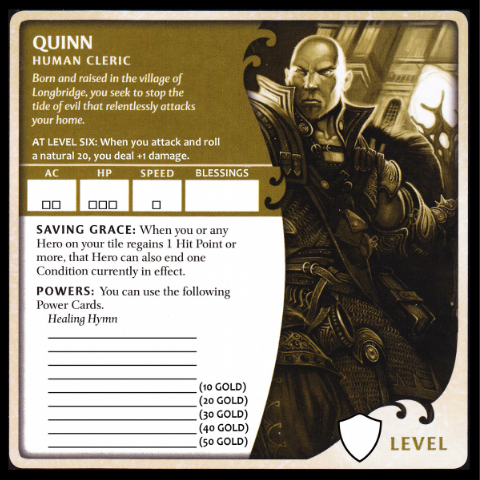 QUINN
HUMAN CLERIC
Born and raised in the village of
Longbridge, you seek to stop the
tide of evil that relentlessly attacks
your home.
AT LEVEL SIX: When you attack and roll
a natural 20, you deal +1 damage.
AC HP SPEED BLESSINGS
SAVING GRACE: When you or any
Hero on your tile regains 1 Hit Point or
more, that Hero can also end one
Condition currently in effect.
POWERS: You can use the following
Power Cards.
Healing Hymn
(10 GOLD)
(20 GOLD)
(30 GOLD)
(40 GOLD)
(50 GOLD)
LEVEL